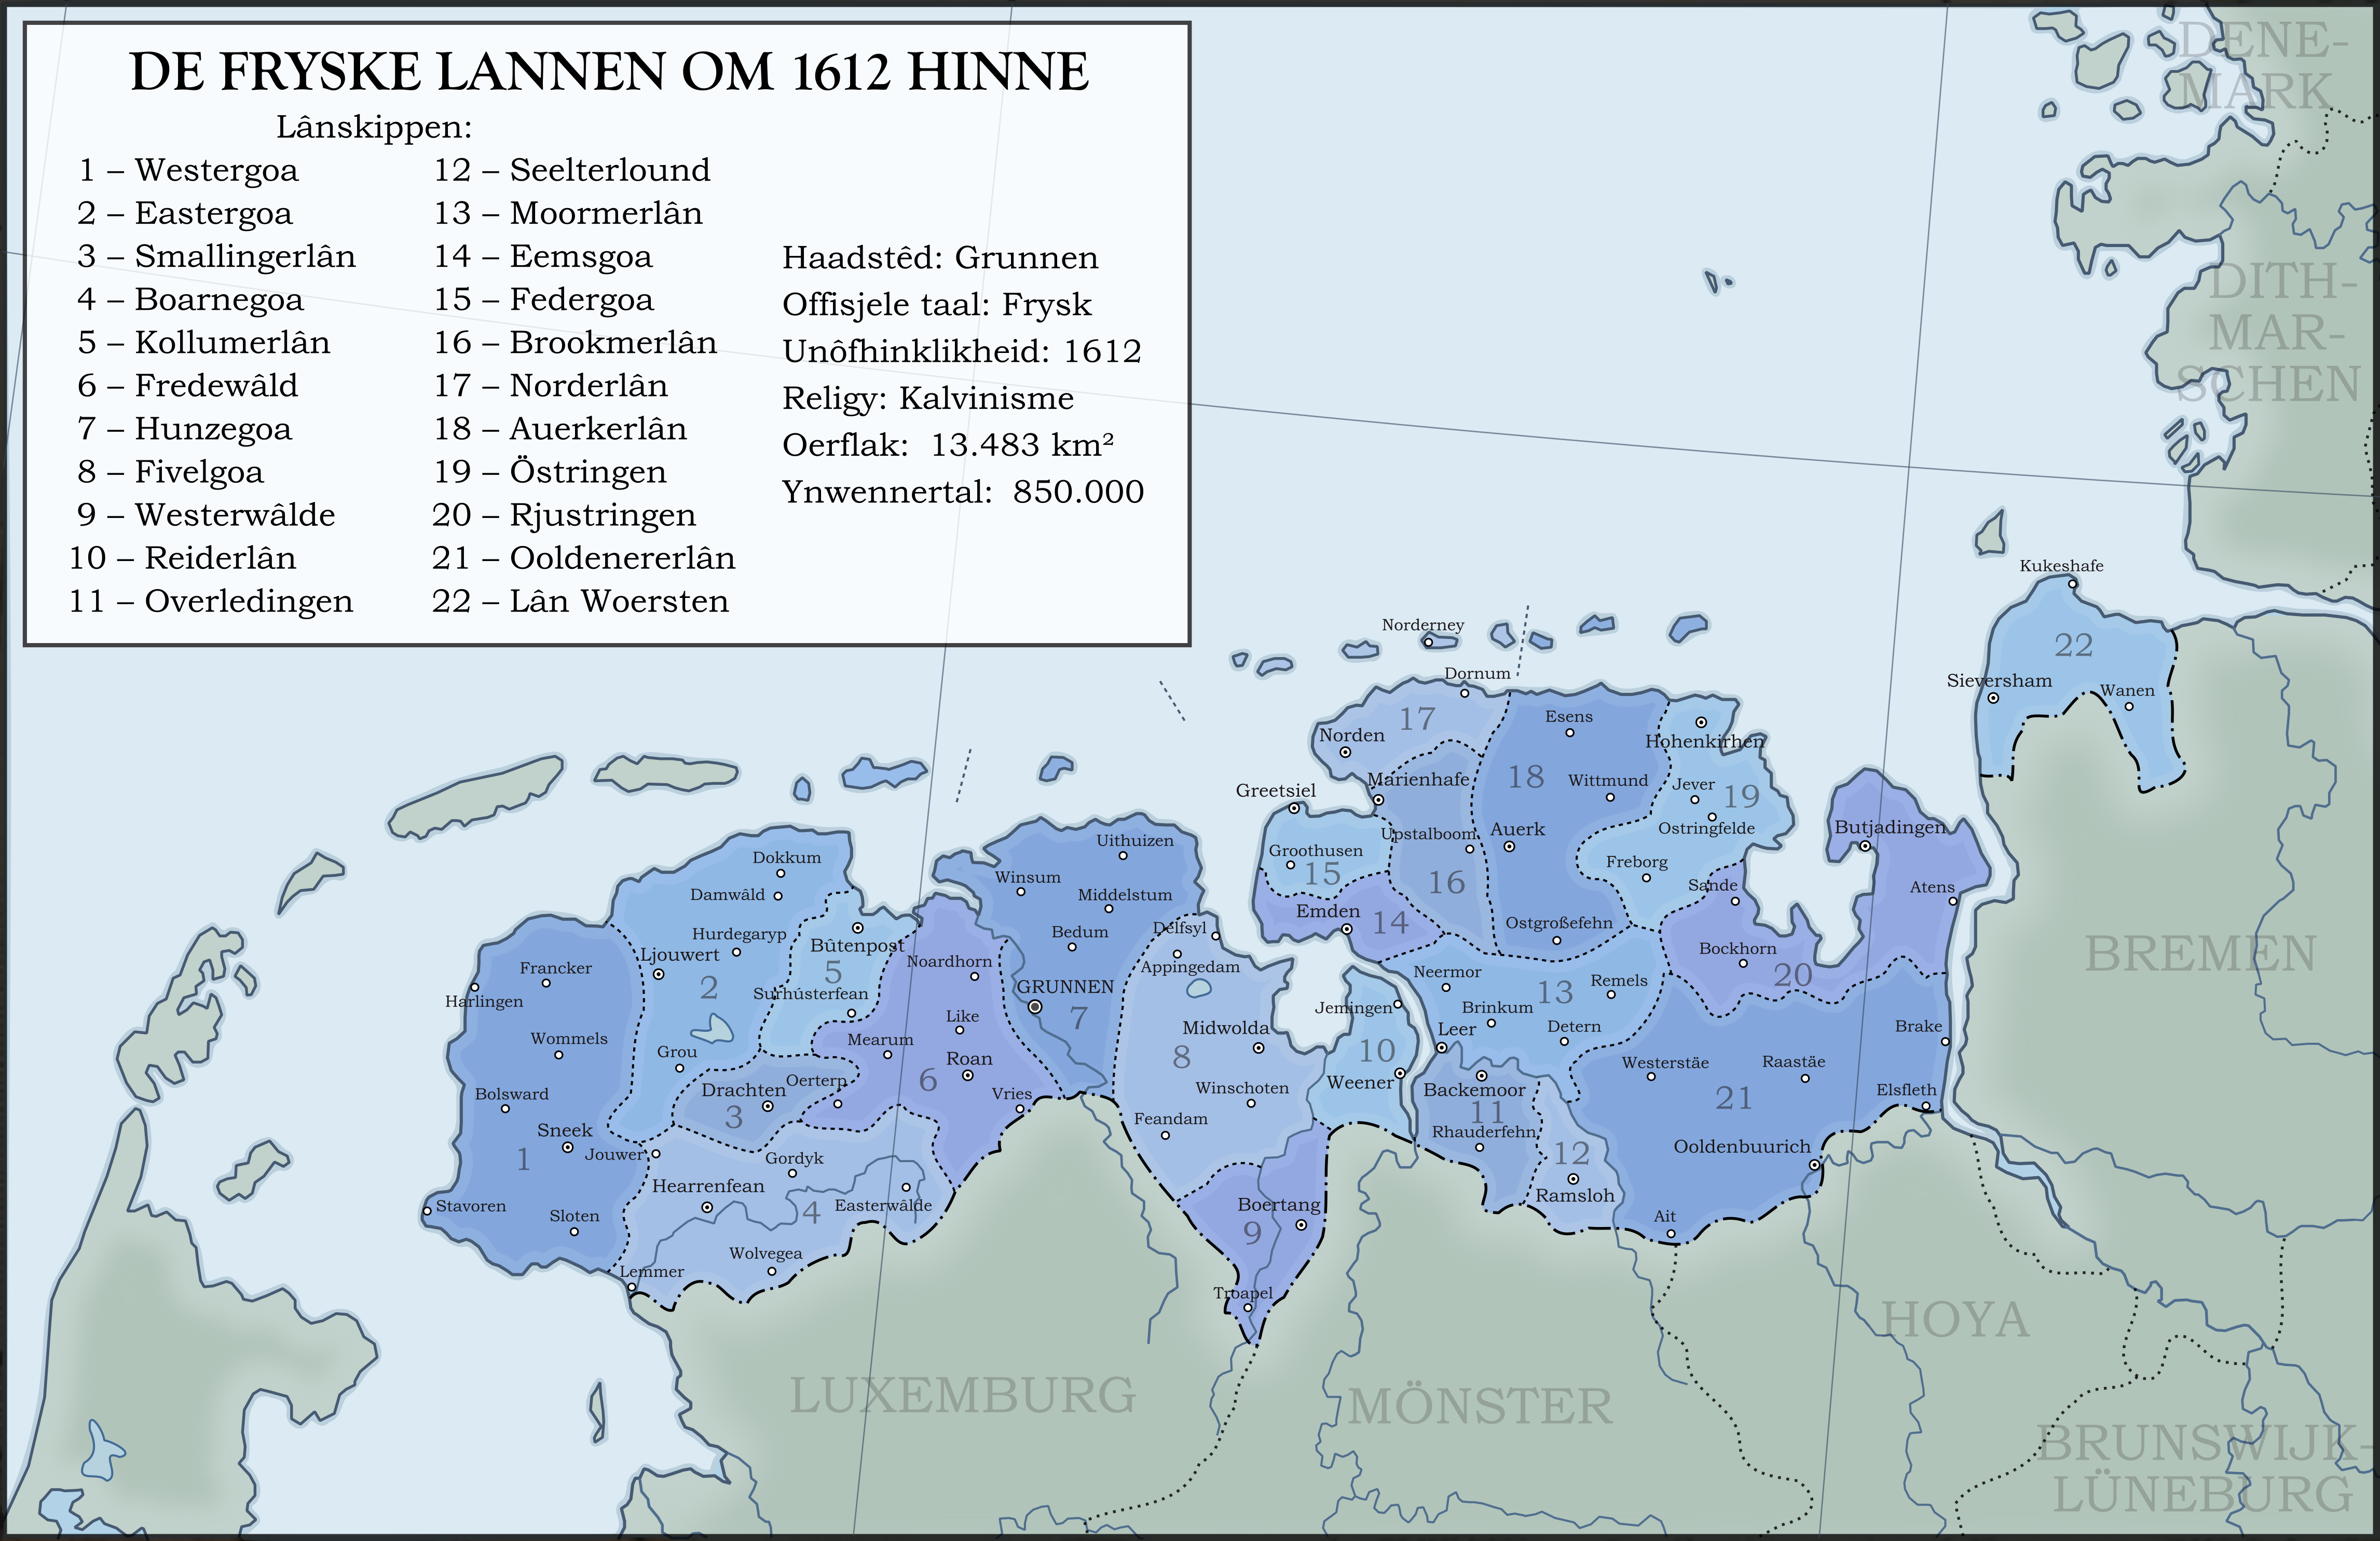 DE FRYSKE LANNEN OM 1612 HINNE
Lânskippen:
1 – Westergoa
2 – Eastergoa
3 – Smallingerlân
4 – Boarnegoa
5 – Kollumerlân
6 – Fredewâld
7 – Hunzegoa
8 – Fivelgoa
9 – Westerwâlde
10 – Reiderlân
11 – Overledingen
12 – Seelterlound
13 – Moormerlân
14 – Eemsgoa
15 – Federgoa
16 – Brookmerlân
17 – Norderlân
18 – Auerkerlân
19 – Östringen
20 – Rjustringen
21 – Ooldenererlân
22 – Lân Woersten
Haadstêd: Grunnen
Offisjele taal: Frysk
Unôfhinklikheid: 1612
Religy: Kalvinisme
Oerflak: 13.483 km²
Ynwennertal: 850.000
DENE-
MARK
DITH-
MAR-
SCHEN
Kukeshafe
22
Sieversham
Wanen
Norderney
Dornum
17
Norden
Esens
Hohenkirhen
Marienhafe
18
Wittmund
Jever
19
Greetsiel
Ostringfelde
Upstalboom
Auerk
Butjadingen
Groothusen
15
16
Freborg
Sande
Atens
Emden
14
Ostgroßefehn
Bockhorn
20
BREMEN
Dokkum
Damwâld
Hurdegaryp
Ljouwert
2
Bûtenpost
5
Surhústerfean
Francker
Harlingen
Wommels
Grou
Bolsward
Sneek
1
Jouwer
Stavoren
Sloten
Lemmer
Drachten
3
Oerterp
Gordyk
Hearrenfean
4
Easterwâlde
Wolvegea
Uithuizen
Winsum
Middelstum
Bedum
Noardhorn
GRUNNEN
7
Like
Mearum
Roan
6
Vries
Delfsyl
Appingedam
Midwolda
8
Winschoten
Feandam
Boertang
9
Troapel
Jemingen
10
Weener
Neermor
13
Remels
Brinkum
Leer
Detern
Backemoor
11
Rhauderfehn
12
Ramsloh
Westerstäe
Raastäe
21
Brake
Elsfleth
Ooldenbuurich
Ait
LUXEMBURG
MÖNSTER
HOYA
BRUNSWIJK-
LÜNEBURG